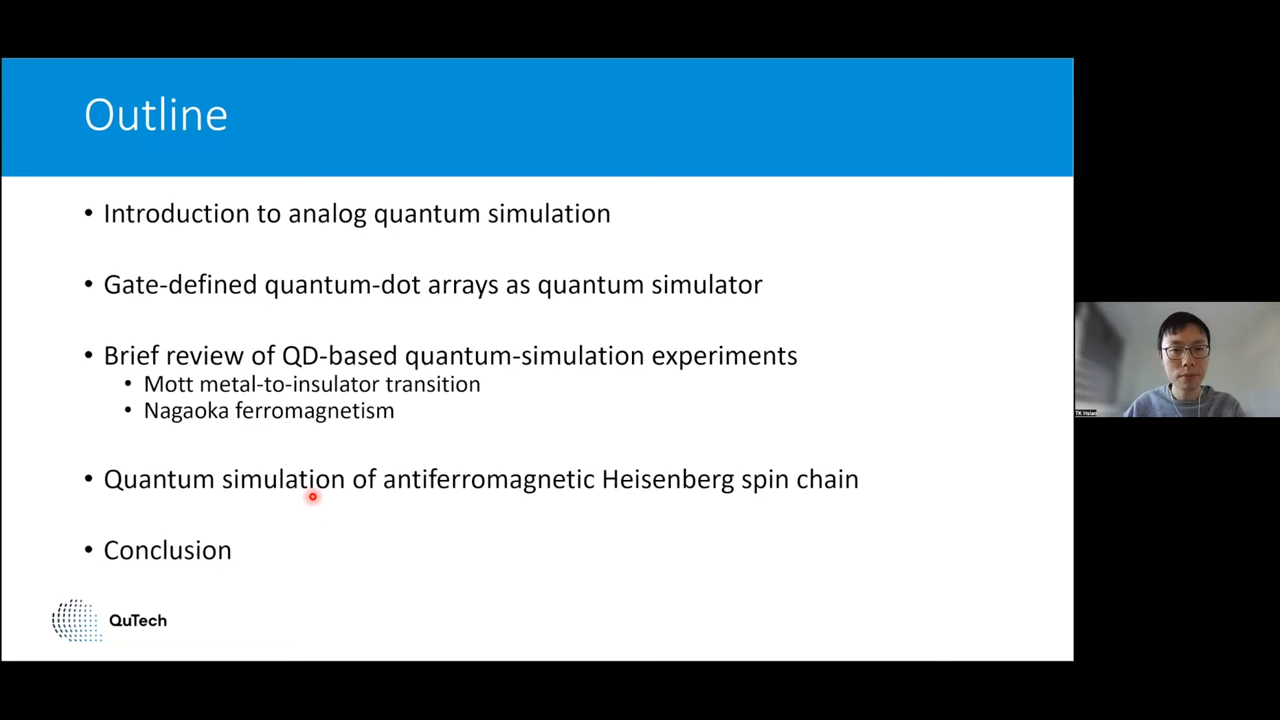 Outline
• Introduction to analog quantum simulation
• Gate-defined quantum-dot arrays as quantum simulator
• Brief review of QD-based quantum-simulation experiments
• Mott metal-to-insulator transition
• Nagaoka ferromagnetism
• Quantum simulation of antiferromagnetic Heisenberg spin chain
• Conclusion
QuTech
TK Hsiao